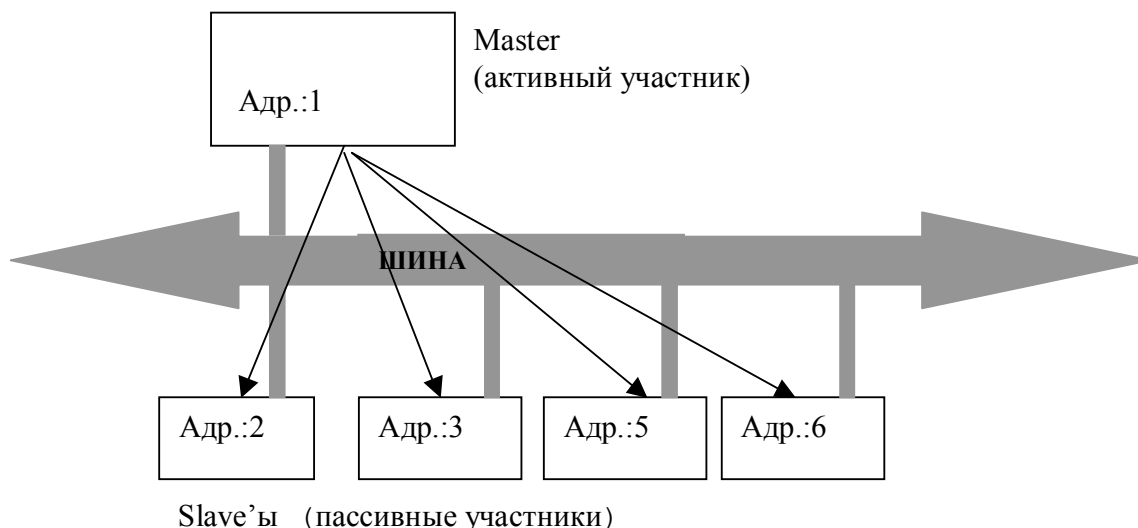 Master
(активный участник)
Адр.:1
ШИНА
Адр.:2
Адр.:3
Адр.:5
Адр.:6
Slave’ы (пассивные участники)